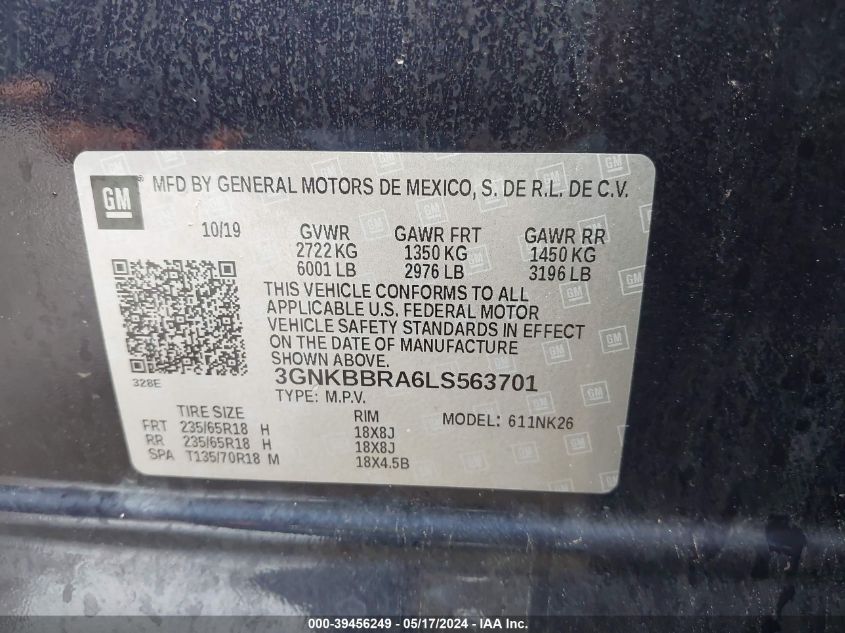 GM
MFD BY GENERAL MOTORS DE MEXICO, S. DE R.L. DE C.V.
10/19 GVWR GAWR FRT GAWR RR
2722 KG 1350 KG 1450 KG
6001 LB 2976 LB 3196 LB
THIS VEHICLE CONFORMS TO ALL
APPLICABLE U.S. FEDERAL MOTOR
VEHICLE SAFETY STANDARDS IN EFFECT
ON THE DATE OF MANUFACTURE
SHOWN ABOVE.
328E
3GNKBBRA6LS563701
TYPE: M.P.V. MODEL: 611NK26
TIRE SIZE RIM
FRT 235/65R18 H 18X8J
RR 235/65R18 H 18X8J
SPA T135/70R18 M 18X4.5B
000-39456249 - 05/17/2024 - IAA Inc.